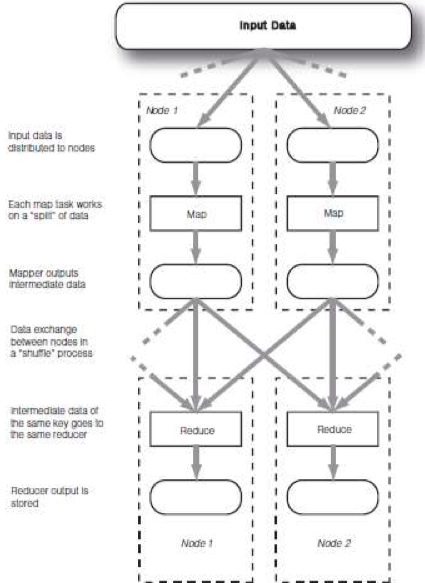 Input Data
Node 1
Node 2
Input data is
distributed to nodes
Each map task works
on a "split" of data
Map
Map
Mapper outputs
intermediate data
Data exchange
between nodes in
a "shuffle" process
Intermediate data of
the same key goes to
the same reducer
Reduce
Reduce
Reducer output is
stored
Node 1
Node 2